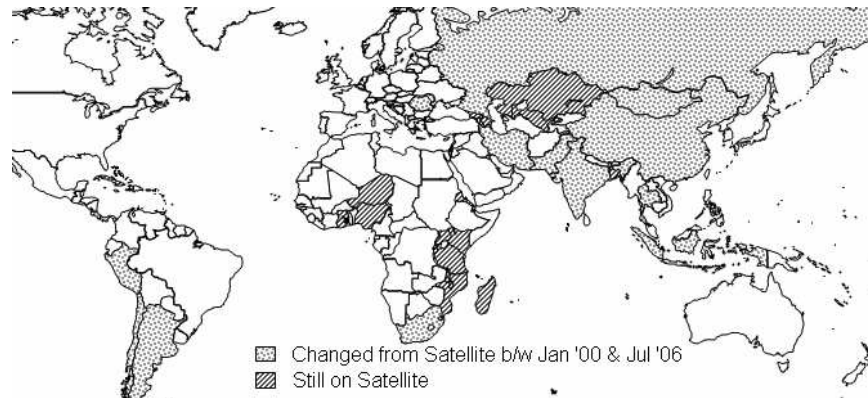 Changed from Satellite b/w Jan '00 & Jul '06
Still on Satellite